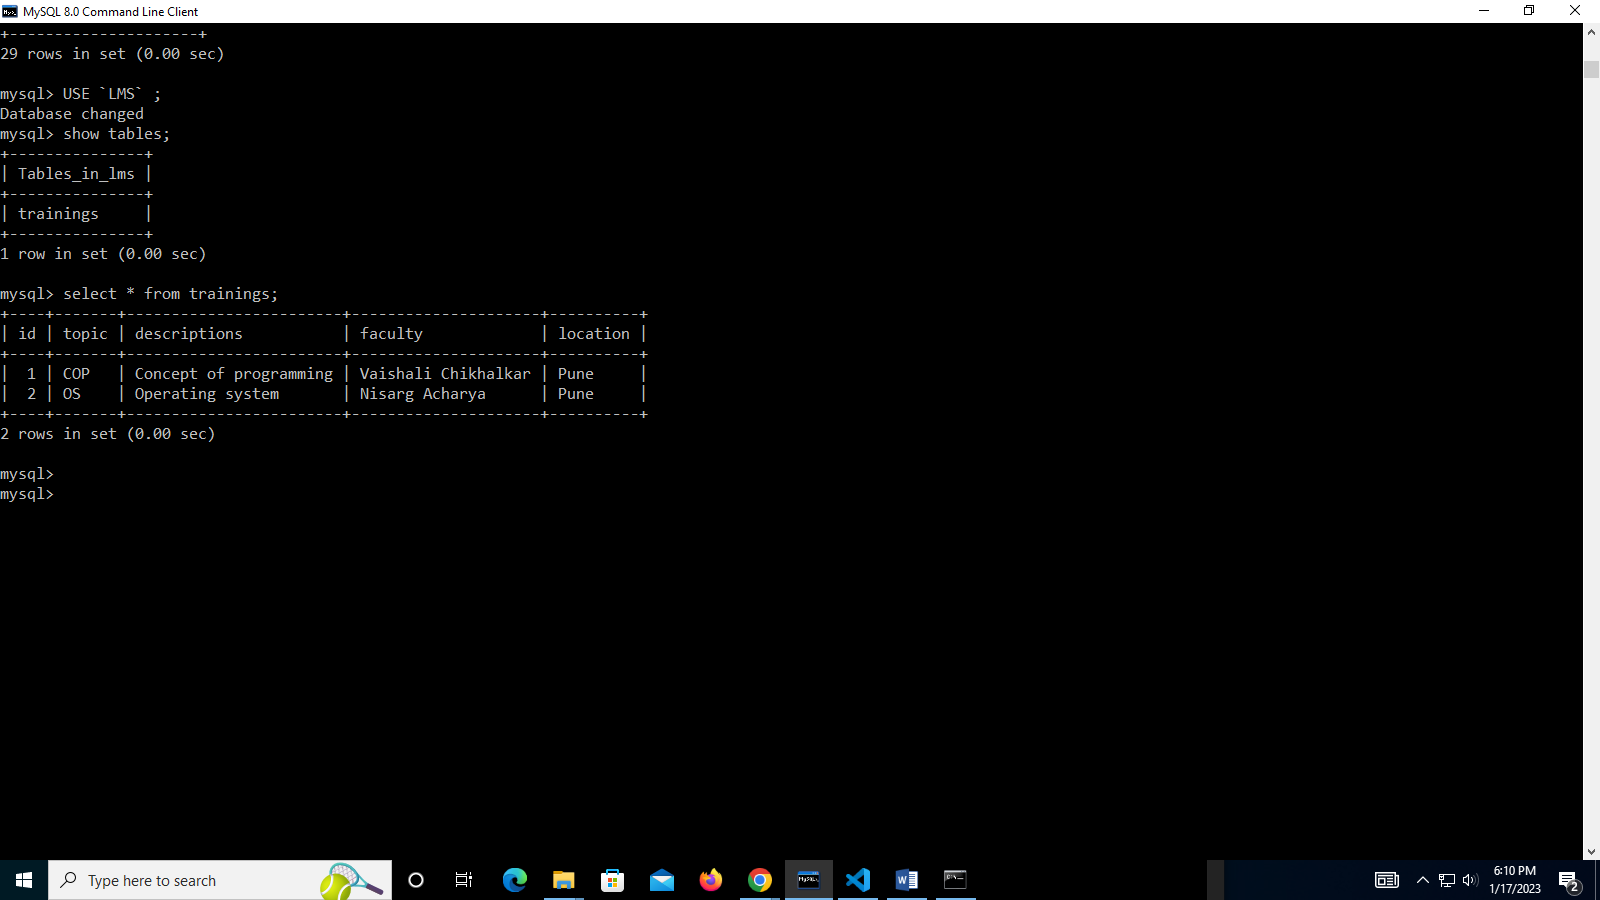 MySQL 8.0 Command Line Client
+---------------------+
29 rows in set (0.00 sec)
mysql> USE `LMS` ;
Database changed
mysql> show tables;
+---------------+
| Tables_in_lms |
+---------------+
| trainings     |
+---------------+
1 row in set (0.00 sec)
mysql> select * from trainings;
+----+-------+------------------------+---------------------+----------+
| id | topic | descriptions           | faculty             | location |
+----+-------+------------------------+---------------------+----------+
|  1 | COP   | Concept of programming | Vaishali Chikhalkar | Pune     |
|  2 | OS    | Operating system       | Nisarg Acharya      | Pune     |
+----+-------+------------------------+---------------------+----------+
2 rows in set (0.00 sec)
mysql>
mysql>
Type here to search
6:10 PM
1/17/2023
2